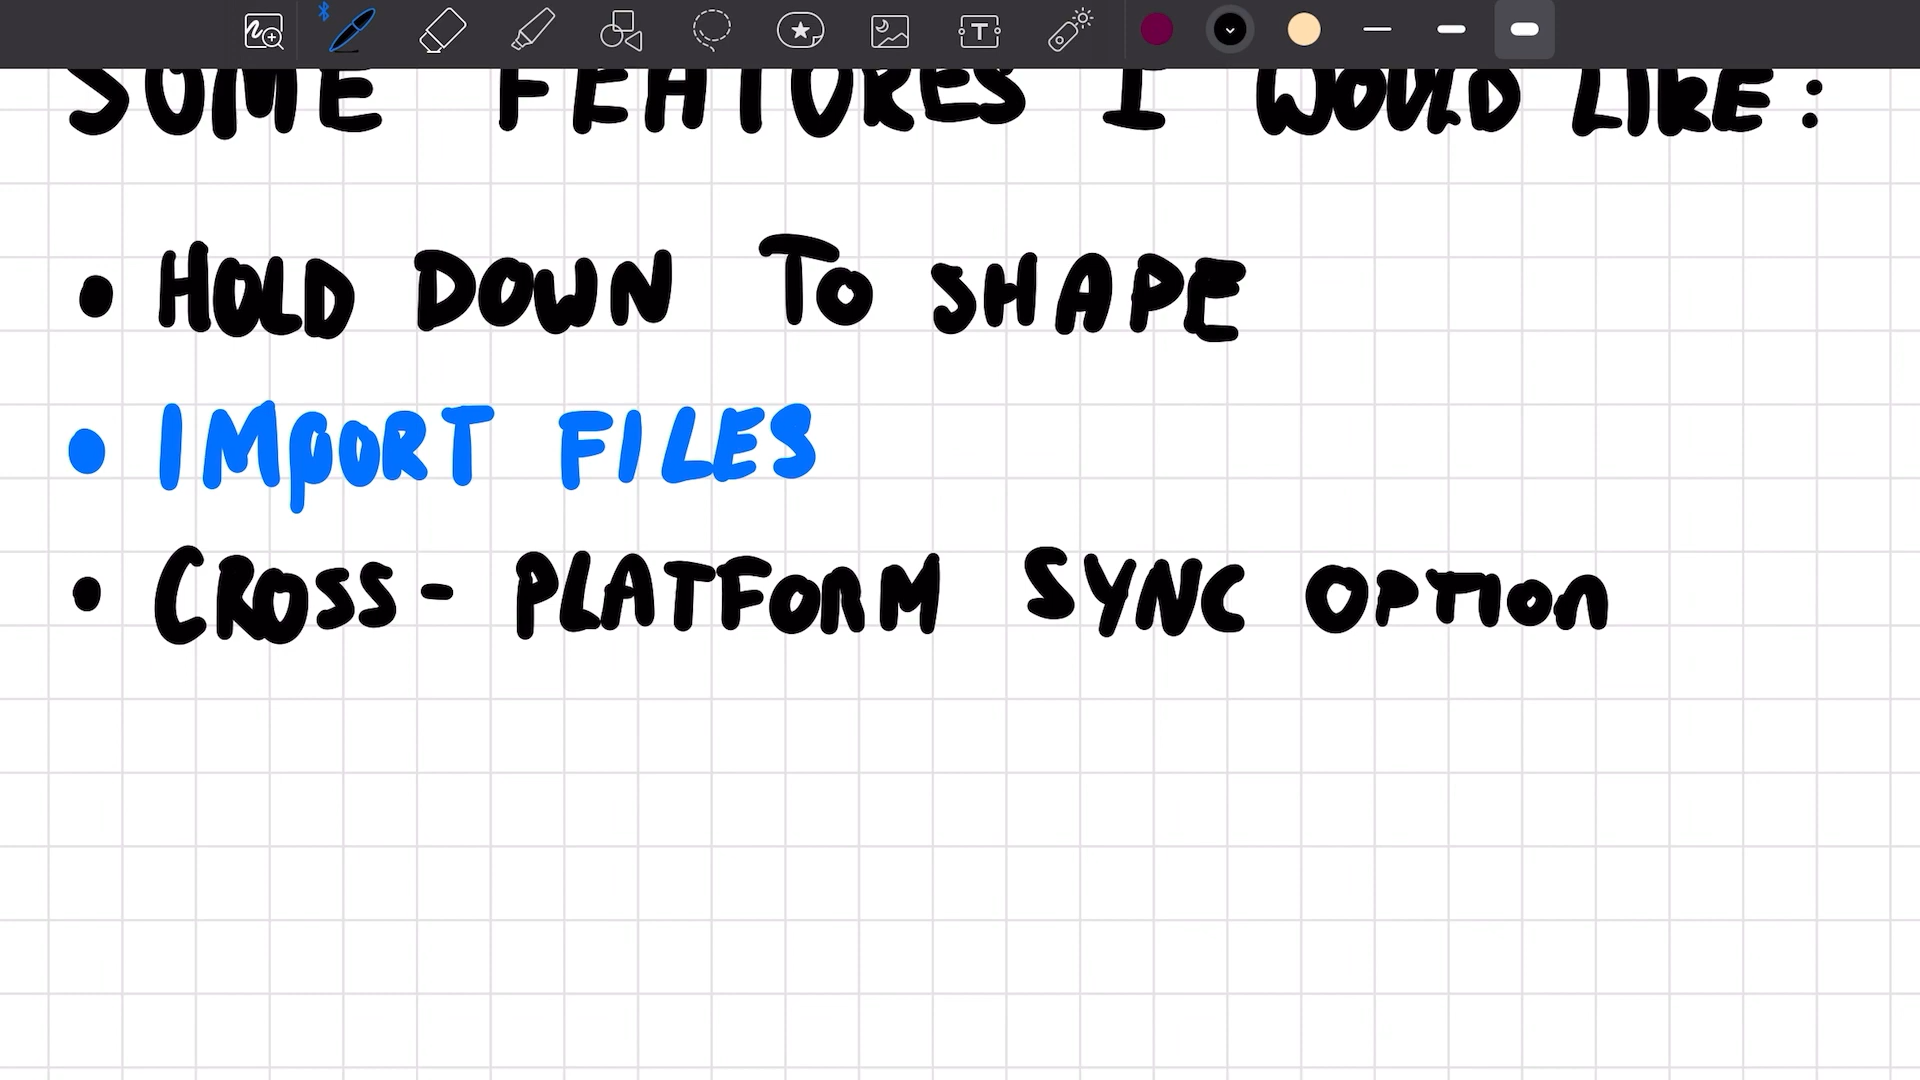 SOME FEATURES I WOULD LIKE:
• HOLD DOWN TO SHAPE
• IMPORT FILES
• CROSS-PLATFORM SYNC OPTION